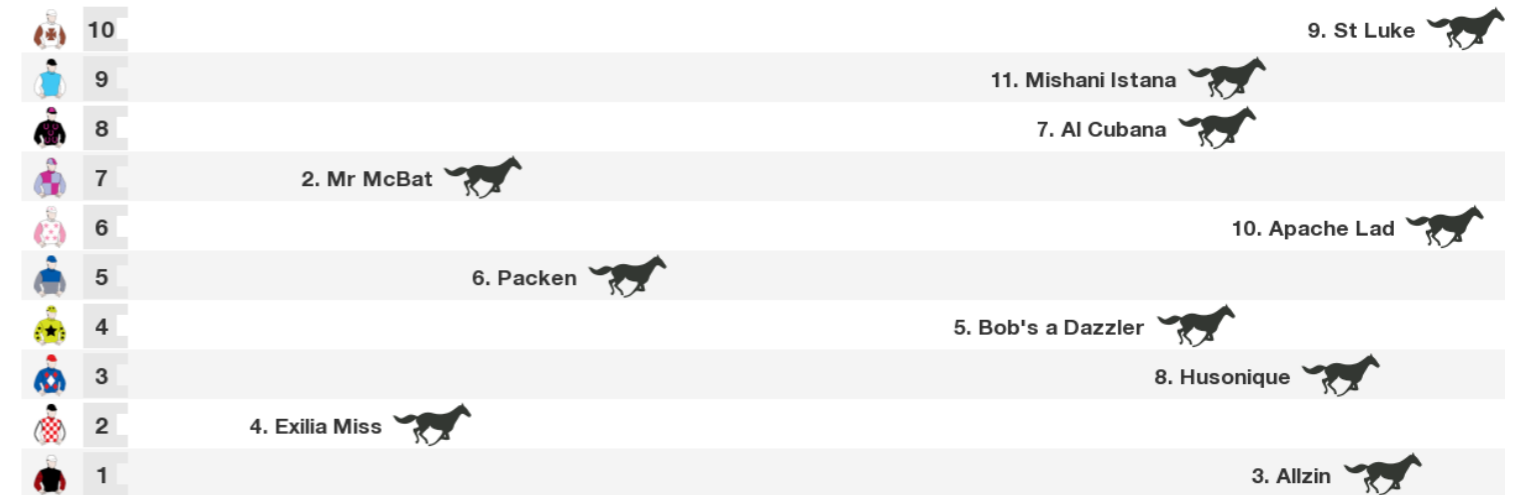 10 9. St Luke
9 11. Mishani Istana
8 7. Al Cubana
7 2. Mr McBat
6 10. Apache Lad
5 6. Packen
4 5. Bob's a Dazzler
3 8. Husonique
2 4. Exilia Miss
1 3. Allzin